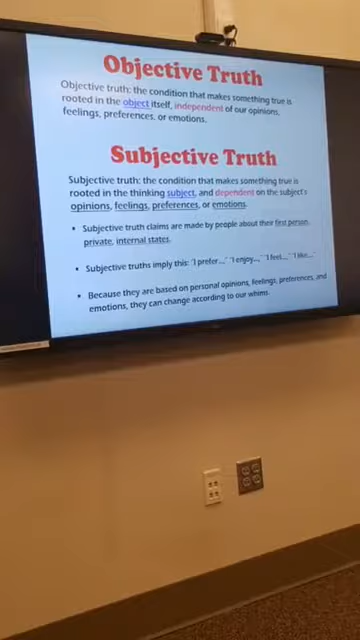 Objective Truth
Objective truth: the condition that makes something true is
rooted in the object itself, independent of our opinions,
feelings, preferences, or emotions.
Subjective Truth
Subjective truth: the condition that makes something true is
rooted in the thinking subject, and dependent on the subject's
opinions, feelings, preferences, or emotions.
• Subjective truth claims are made by people about their first person,
private, internal states.
• Subjective truths imply this: "I prefer..." "I enjoy..." "I feel..." "I like..."
• Because they are based on personal opinions, feelings, preferences, and
emotions, they can change according to our whims.